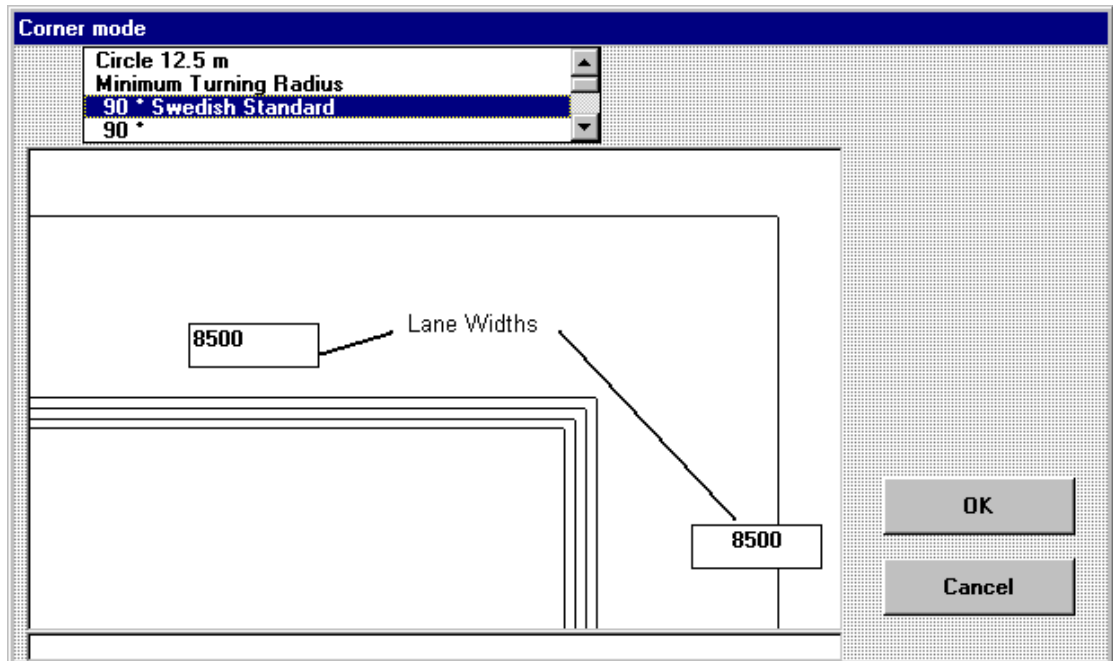 Corner mode
Circle 12.5 m
Minimum Turning Radius
90 ° Swedish Standard
90 °
8500
Lane Widths
8500
OK
Cancel